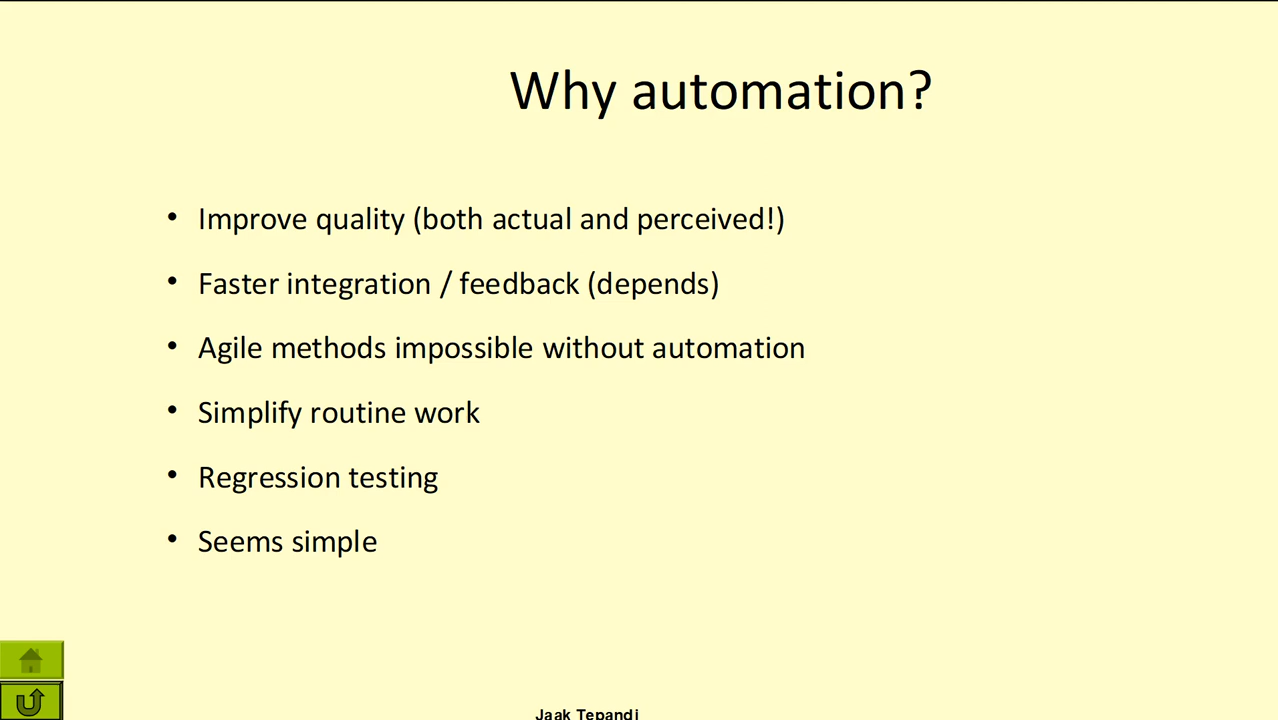 Why automation?
• Improve quality (both actual and perceived!)
• Faster integration / feedback (depends)
• Agile methods impossible without automation
• Simplify routine work
• Regression testing
• Seems simple
Jaak Tepandi